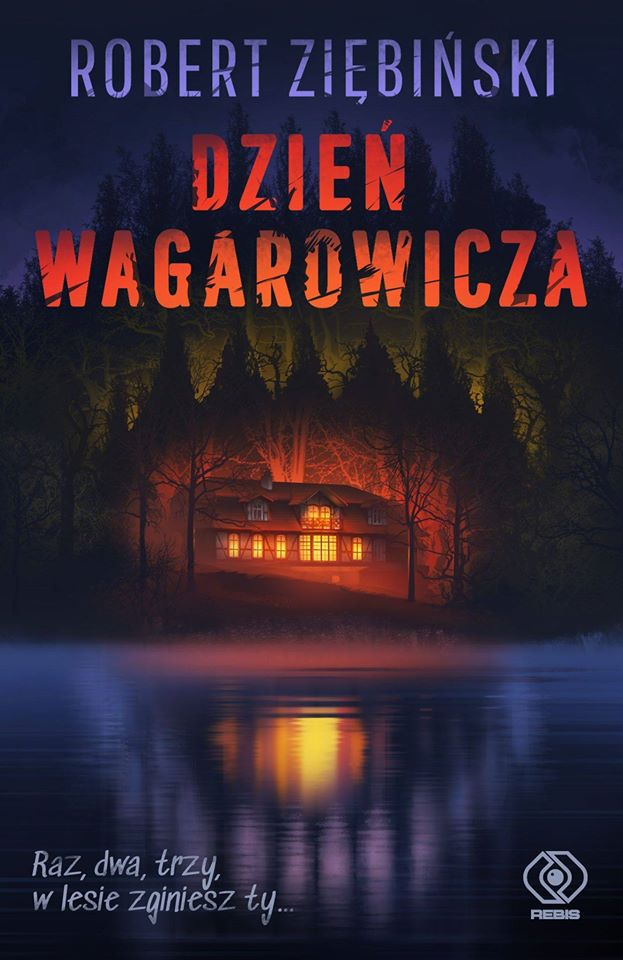 ROBERT ZIĘBIŃSKI
DZIEŃ
WAGAROWICZA
Raz, dwa, trzy,
w lesie zginiesz ty...
REBIS